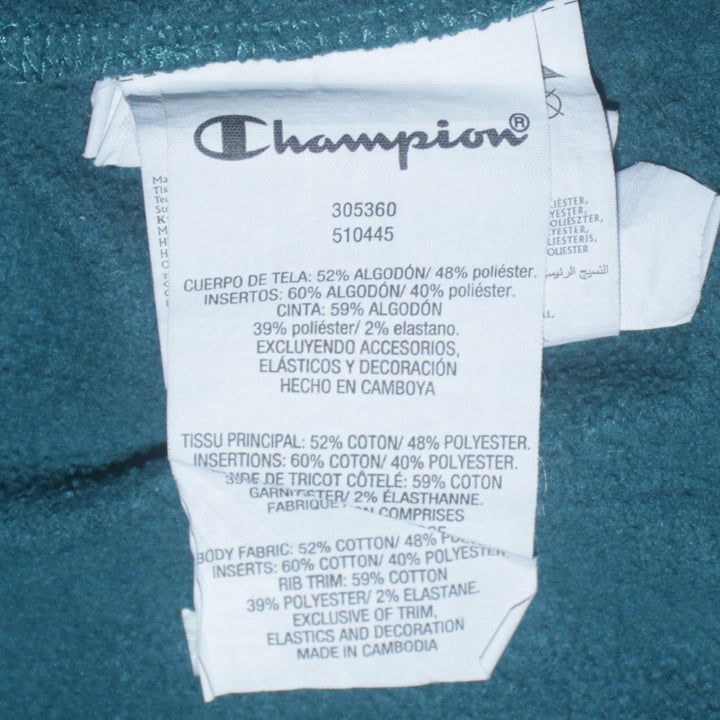 Champion®
305360
510445
CUERPO DE TELA: 52% ALGODÓN/ 48% poliéster.
INSERTOS: 60% ALGODÓN/ 40% poliéster.
CINTA: 59% ALGODÓN
39% poliéster/ 2% elastano.
EXCLUYENDO ACCESORIOS,
ELÁSTICOS Y DECORACIÓN
HECHO EN CAMBOYA
TISSU PRINCIPAL: 52% COTON/ 48% POLYESTER.
INSERTIONS: 60% COTON/ 40% POLYESTER.
DE TRICOT CÔTELÉ: 59% COTON
2% ÉLASTHANNE.
COMPRISES
BODY FABRIC: 52% COTTON/ 48%
INSERTS: 60% COTTON/ 40% POLYESTER.
RIB TRIM: 59% COTTON
39% POLYESTER/ 2% ELASTANE.
EXCLUSIVE OF TRIM,
ELASTICS AND DECORATION
MADE IN CAMBODIA